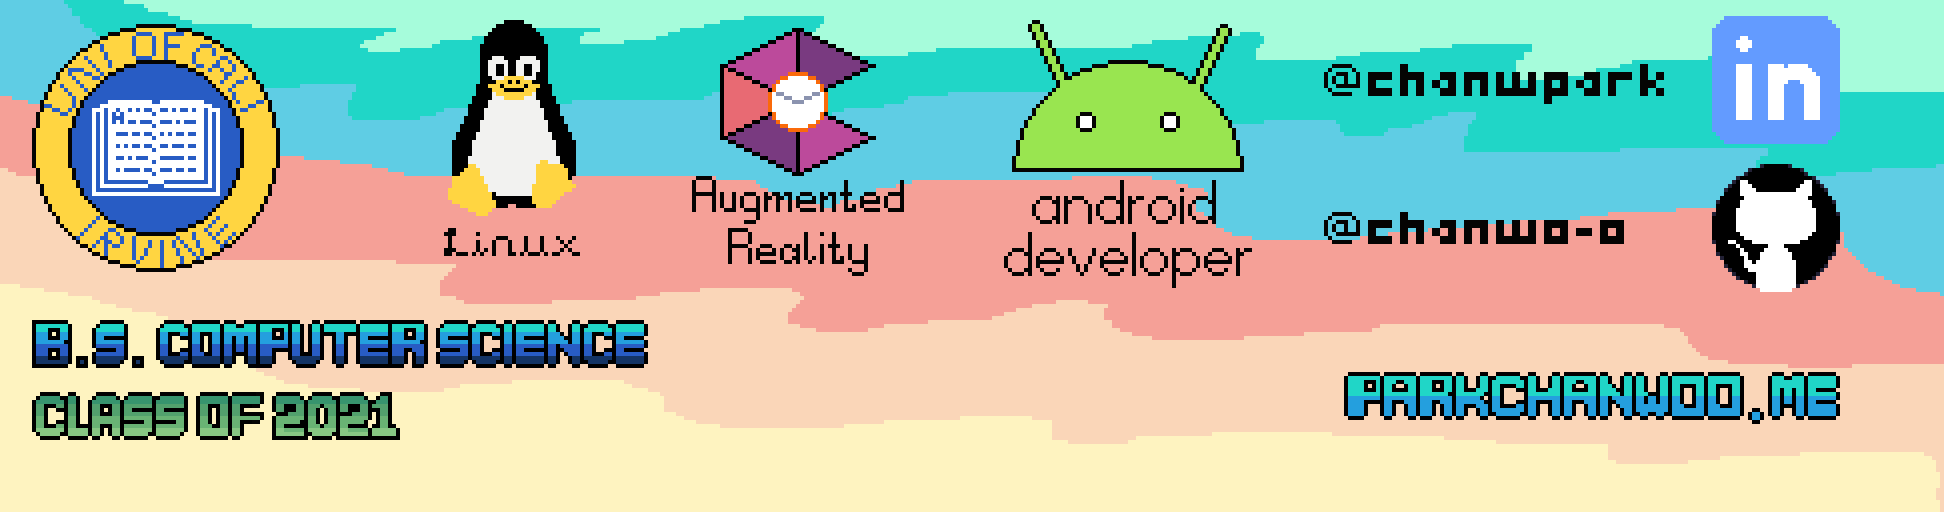 UNI OF CALI
IRVINE
A
Linux
Augmented
Reality
android
developer
@chanwpark
in
@chanwo-o
B.S. COMPUTER SCIENCE
CLASS OF 2021
PARKCHANWOO.ME